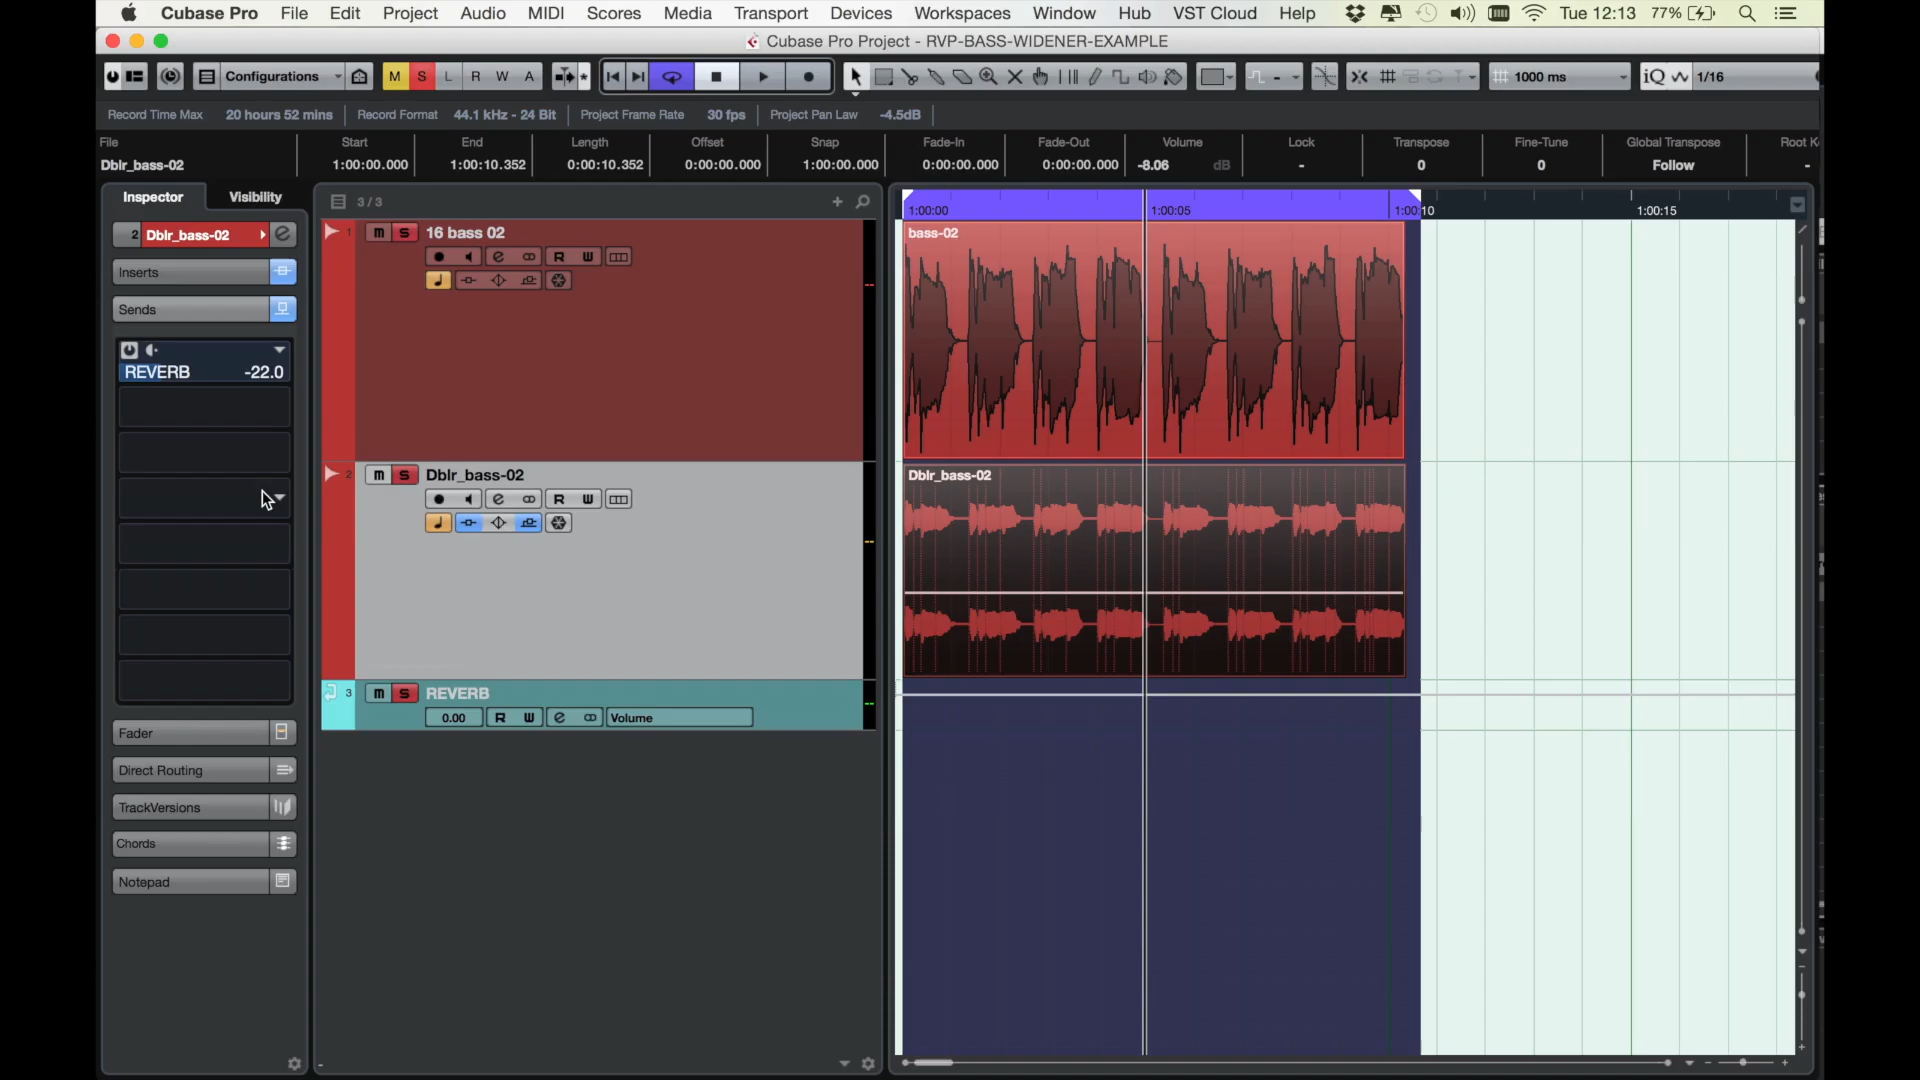 Cubase Pro File Edit Project Audio MIDI Scores Media Transport Devices Workspaces Window Hub VST Cloud Help Tue 12:13 77%
Cubase Pro Project - RVP-BASS-WIDENER-EXAMPLE
Configurations M S L R W A 1000 ms iQ 1/16
Record Time Max 20 hours 52 mins Record Format 44.1 kHz - 24 Bit Project Frame Rate 30 fps Project Pan Law -4.5dB
File Start End Length Offset Snap Fade-In Fade-Out Volume Lock Transpose Fine-Tune Global Transpose Root K
Dblr_bass-02 1:00:00.000 1:00:10.352 0:00:10.352 0:00:00.000 1:00:00.000 0:00:00.000 0:00:00.000 -8.06 dB - 0 0 Follow -
Inspector Visibility 3/3
1:00:00 1:00:05 1:00:10 1:00:15
2 Dblr_bass-02 e
1 m S 16 bass 02
bass-02
e R W
Inserts
Sends
REVERB -22.0
2 m S Dblr_bass-02
Dblr_bass-02
e R W
3 m S REVERB
0.00 R W e Volume
Fader
Direct Routing
TrackVersions
Chords
Notepad